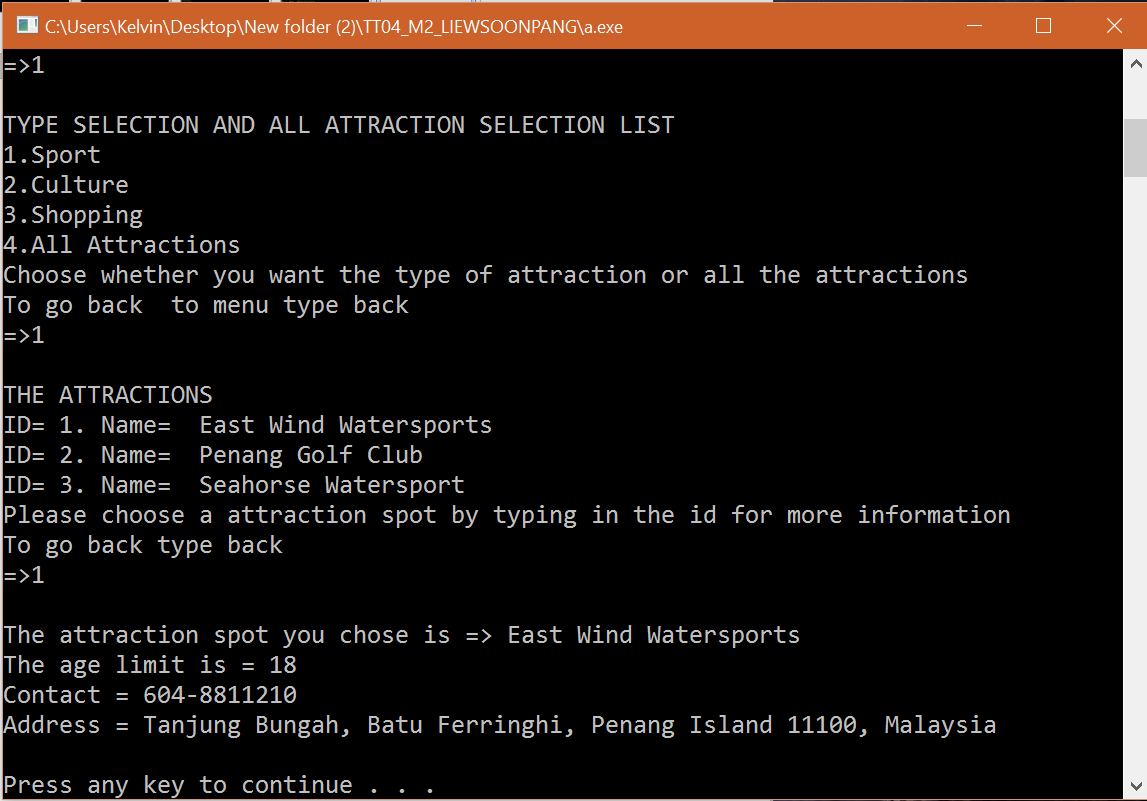 C:\Users\Kelvin\Desktop\New folder (2)\TT04_M2_LIEWSOONPANG\a.exe
=>1
TYPE SELECTION AND ALL ATTRACTION SELECTION LIST
1.Sport
2.Culture
3.Shopping
4.All Attractions
Choose whether you want the type of attraction or all the attractions
To go back  to menu type back
=>1
THE ATTRACTIONS
ID= 1. Name=  East Wind Watersports
ID= 2. Name=  Penang Golf Club
ID= 3. Name=  Seahorse Watersport
Please choose a attraction spot by typing in the id for more information
To go back type back
=>1
The attraction spot you chose is => East Wind Watersports
The age limit is = 18
Contact = 604-8811210
Address = Tanjung Bungah, Batu Ferringhi, Penang Island 11100, Malaysia
Press any key to continue . . .